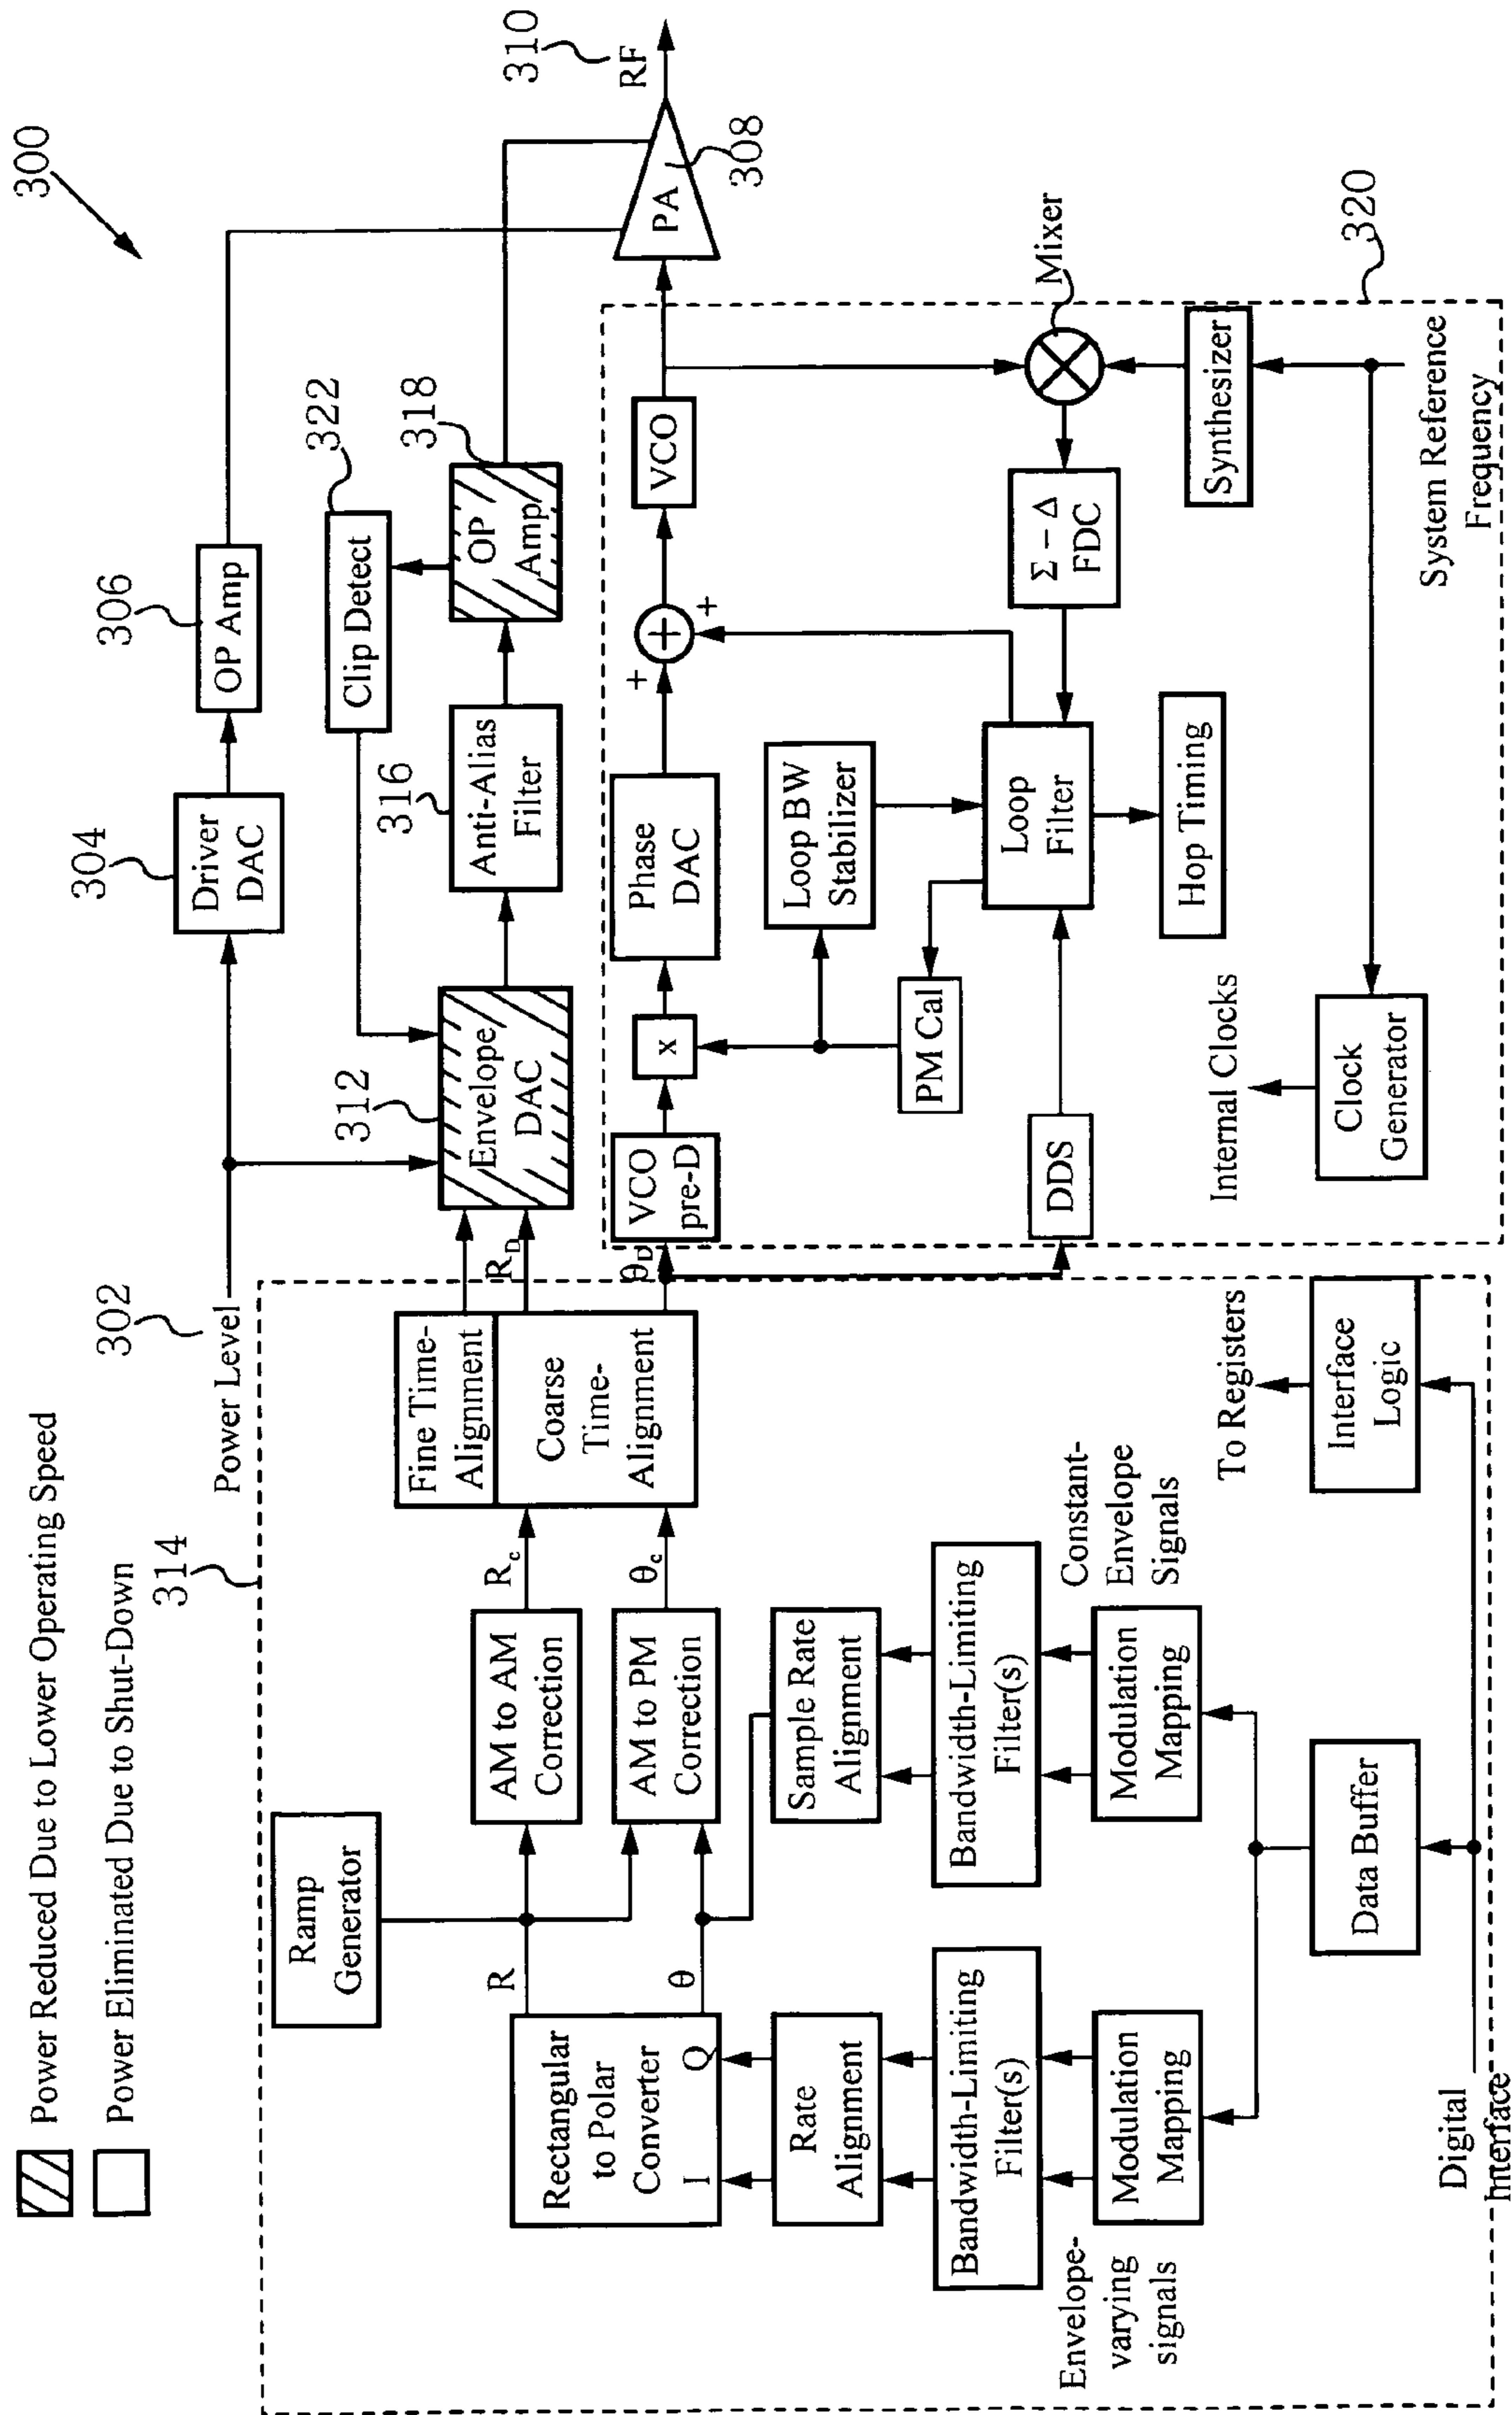 Power Reduced Due to Lower Operating Speed
Power Eliminated Due to Shut-Down
300
302
Power Level
304
Driver
DAC
306
OP Amp
322
Clip Detect
312
Envelope
DAC
316
Anti-Alias
Filter
318
OP
Amp
310
RF
PA
308
314
Ramp
Generator
Rectangular
to Polar
Converter
I
Q
R
θ
AM to AM
Correction
AM to PM
Correction
Rc
θc
Fine Time-
Alignment
Coarse
Time-
Alignment
RD
θD
Rate
Alignment
Sample Rate
Alignment
Bandwidth-Limiting
Filter(s)
Bandwidth-Limiting
Filter(s)
Envelope-
varying
signals
Modulation
Mapping
Modulation
Mapping
Constant-
Envelope
Signals
Data Buffer
To Registers
Interface
Logic
Digital
Interface
VCO
pre-D
x
Phase
DAC
+
+
+
VCO
Loop BW
Stabilizer
PM Cal
DDS
Loop
Filter
Hop Timing
Σ – Δ
FDC
Mixer
Synthesizer
320
Internal Clocks
Clock
Generator
System Reference
Frequency